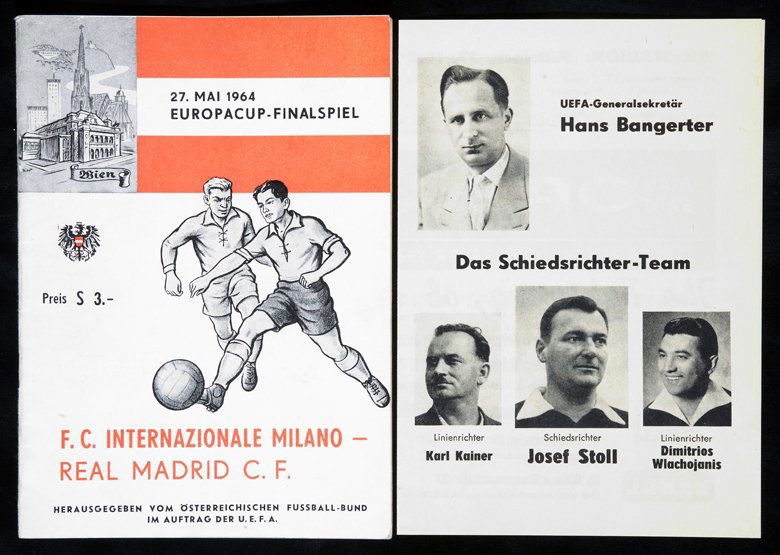 27. MAI 1964
EUROPACUP-FINALSPIEL
Wien
Preis S 3.-
F. C. INTERNAZIONALE MILANO —
REAL MADRID C. F.
HERAUSGEGEBEN VOM ÖSTERREICHISCHEN FUSSBALL-BUND
IM AUFTRAG DER U. E. F. A.
UEFA-Generalsekretär
Hans Bangerter
Das Schiedsrichter-Team
Linienrichter
Karl Kainer
Schiedsrichter
Josef Stoll
Linienrichter
Dimitrios
Wlachojanis